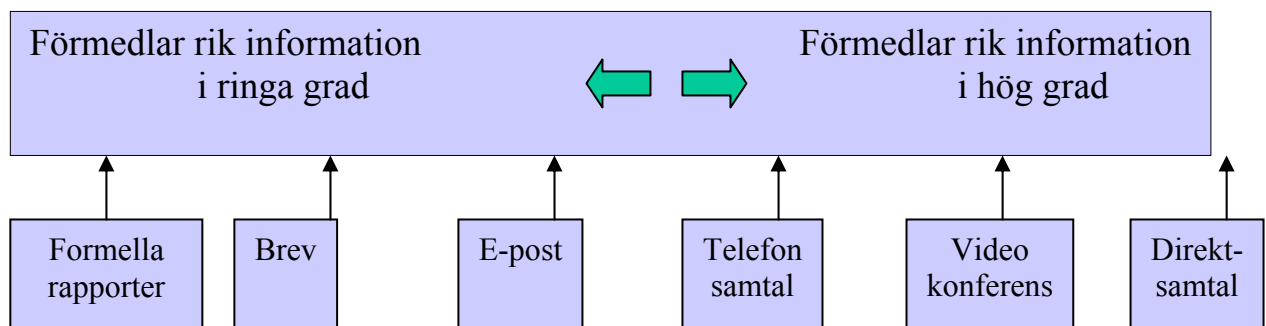 Förmedlar rik information
i ringa grad
Förmedlar rik information
i hög grad
Formella
rapporter
Brev
E-post
Telefon
samtal
Video
konferens
Direkt-
samtal